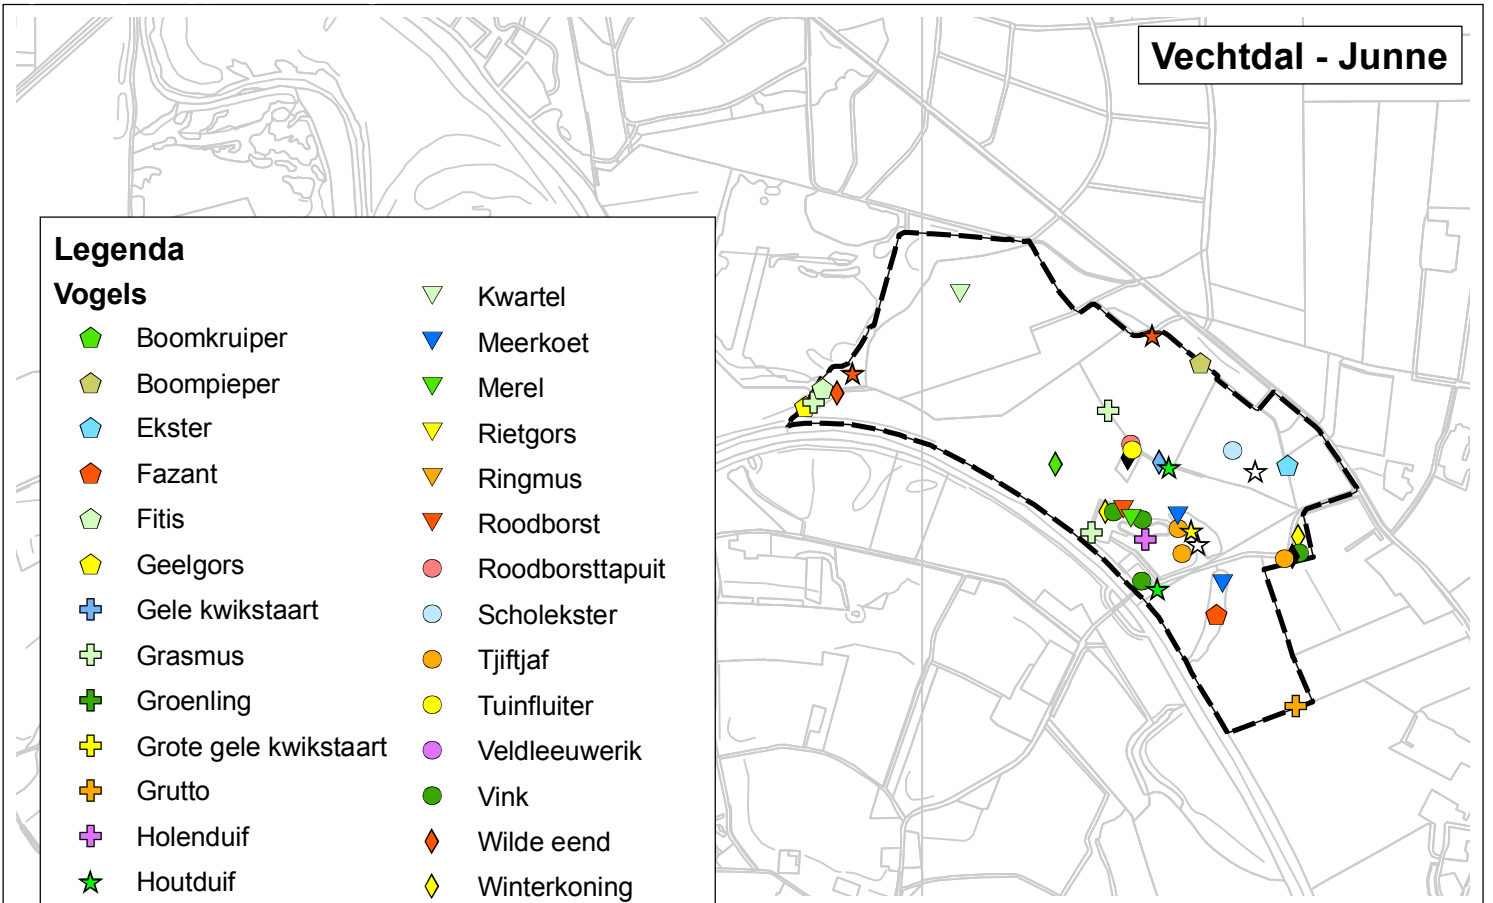 Vechtdal - Junne
Legenda
Vogels
Boomkruiper
Boompieper
Ekster
Fazant
Fitis
Geelgors
Gele kwikstaart
Grasmus
Groenling
Grote gele kwikstaart
Grutto
Holenduif
Houtduif
Kwartel
Meerkoet
Merel
Rietgors
Ringmus
Roodborst
Roodborsttapuit
Scholekster
Tjiftjaf
Tuinfluiter
Veldleeuwerik
Vink
Wilde eend
Winterkoning